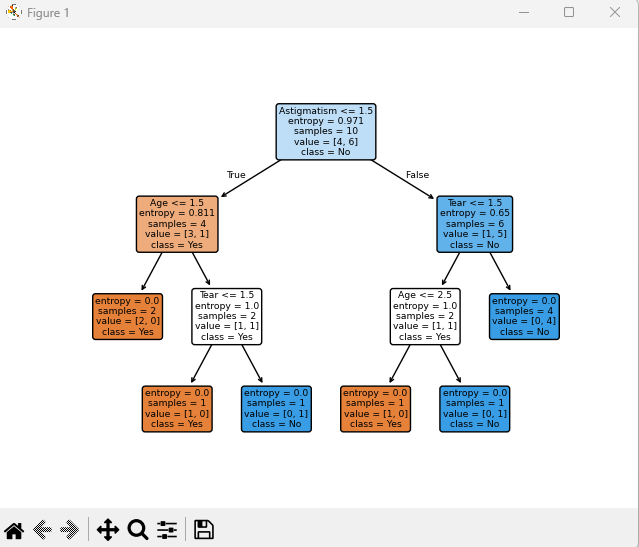 Figure 1
Astigmatism <= 1.5
entropy = 0.971
samples = 10
value = [4, 6]
class = No
True
False
Age <= 1.5
entropy = 0.811
samples = 4
value = [3, 1]
class = Yes
Tear <= 1.5
entropy = 0.65
samples = 6
value = [1, 5]
class = No
entropy = 0.0
samples = 2
value = [2, 0]
class = Yes
Tear <= 1.5
entropy = 1.0
samples = 2
value = [1, 1]
class = Yes
Age <= 2.5
entropy = 1.0
samples = 2
value = [1, 1]
class = Yes
entropy = 0.0
samples = 4
value = [0, 4]
class = No
entropy = 0.0
samples = 1
value = [1, 0]
class = Yes
entropy = 0.0
samples = 1
value = [0, 1]
class = No
entropy = 0.0
samples = 1
value = [1, 0]
class = Yes
entropy = 0.0
samples = 1
value = [0, 1]
class = No